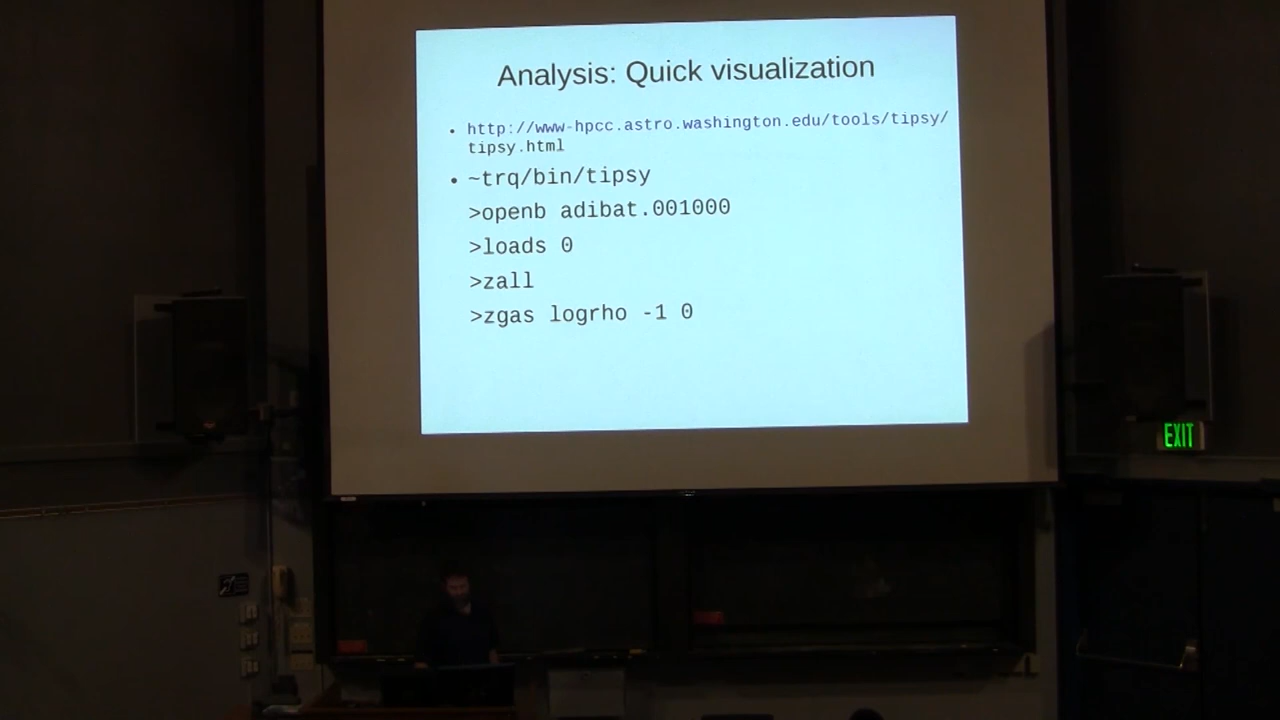 Analysis: Quick visualization
• http://www-hpcc.astro.washington.edu/tools/tipsy/
tipsy.html
• ~trq/bin/tipsy
>openb adibat.001000
>loads 0
>zall
>zgas logrho -1 0
EXIT